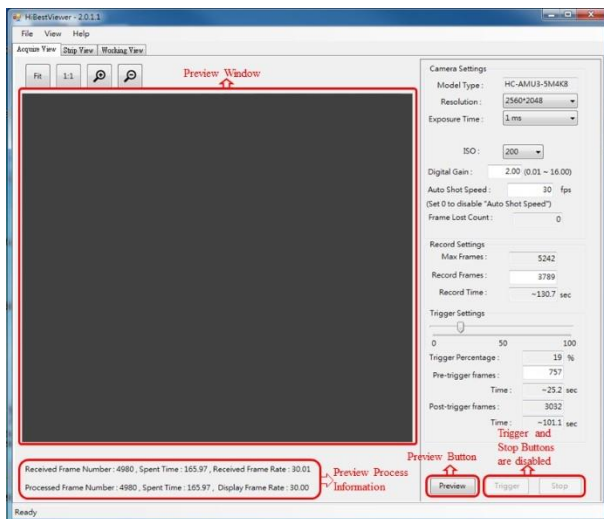 HiBestViewer - 2.0.1.1
File View Help
Acquire View Strip View Working View
Fit 1:1
Preview Window
Camera Settings
Model Type : HC-AMU3-5M4K8
Resolution : 2560*2048
Exposure Time : 1 ms
ISO : 200
Digital Gain : 2.00 (0.01 ~ 16.00)
Auto Shot Speed : 30 fps
(Set 0 to disable "Auto Shot Speed")
Frame Lost Count : 0
Record Settings
Max Frames : 5242
Record Frames : 3789
Record Time : ~130.7 sec
Trigger Settings
0 50 100
Trigger Percentage : 19 %
Pre-trigger frames : 757
Time : ~25.2 sec
Post-trigger frames : 3032
Time : ~101.1 sec
Trigger and
Stop Buttons
are disabled
Preview Button
Preview Trigger Stop
Received Frame Number : 4980 , Spent Time : 165.97 , Received Frame Rate : 30.01
Processed Frame Number : 4980 , Spent Time : 165.97 , Display Frame Rate : 30.00
Preview Process
Information
Ready